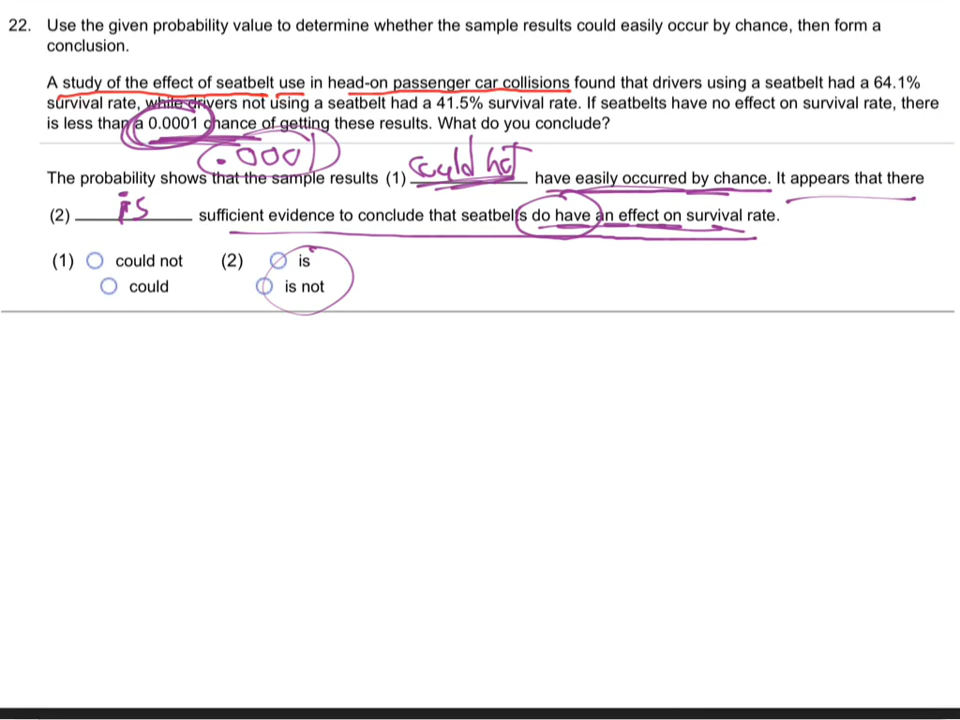 22. Use the given probability value to determine whether the sample results could easily occur by chance, then form a
conclusion.
A study of the effect of seatbelt use in head-on passenger car collisions found that drivers using a seatbelt had a 64.1%
survival rate, while drivers not using a seatbelt had a 41.5% survival rate. If seatbelts have no effect on survival rate, there
is less than a 0.0001 chance of getting these results. What do you conclude?
.0001
could not
The probability shows that the sample results (1) ____________ have easily occurred by chance. It appears that there
is
(2) ____________ sufficient evidence to conclude that seatbelts do have an effect on survival rate.
(1) could not (2) is
could is not